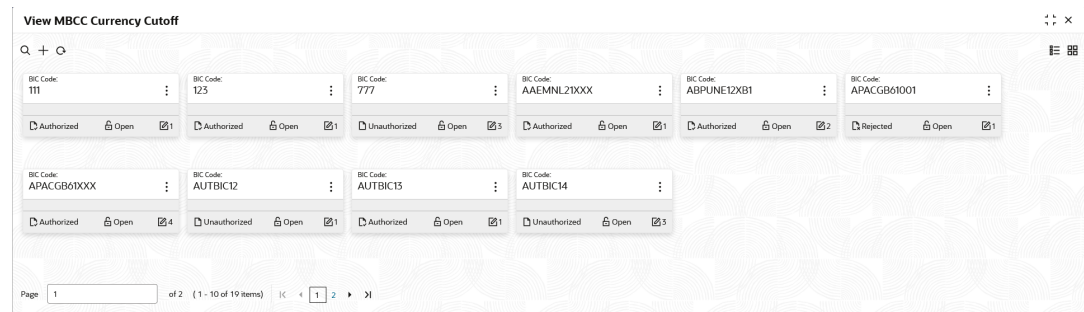 View MBCC Currency Cutoff
BIC Code: BIC Code: BIC Code: BIC Code: BIC Code: BIC Code:
111 123 777 AAEMNL21XXX ABPUNE12XB1 APACGB61001
Authorized Open 1 Authorized Open 1 Unauthorized Open 3 Authorized Open 1 Authorized Open 2 Rejected Open 1
BIC Code: BIC Code: BIC Code: BIC Code:
APACGB61XXX AUTBIC12 AUTBIC13 AUTBIC14
Authorized Open 4 Unauthorized Open 1 Authorized Open 1 Unauthorized Open 3
Page 1 of 2 ( 1 - 10 of 19 items) 1 2